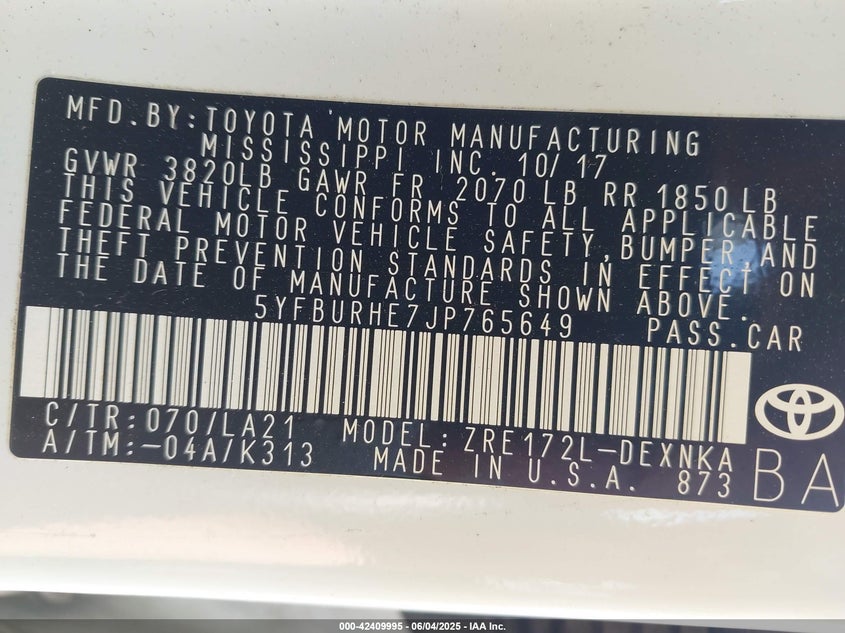 MFD.BY:TOYOTA MOTOR MANUFACTURING
MISSISSIPPI INC. 10/17
GVWR 3820LB GAWR FR 2070 LB RR 1850 LB
THIS VEHICLE CONFORMS TO ALL APPLICABLE
FEDERAL MOTOR VEHICLE SAFETY,BUMPER,AND
THEFT PREVENTION STANDARDS IN EFFECT ON
THE DATE OF MANUFACTURE SHOWN ABOVE.
5YFBURHE7JP765649 PASS.CAR
C/TR:070/LA21 MODEL:ZRE172L-DEXNKA
A/TM:-04A/K313 MADE IN U.S.A. 873
BA
000-42409995 - 06/04/2025 - IAA Inc.